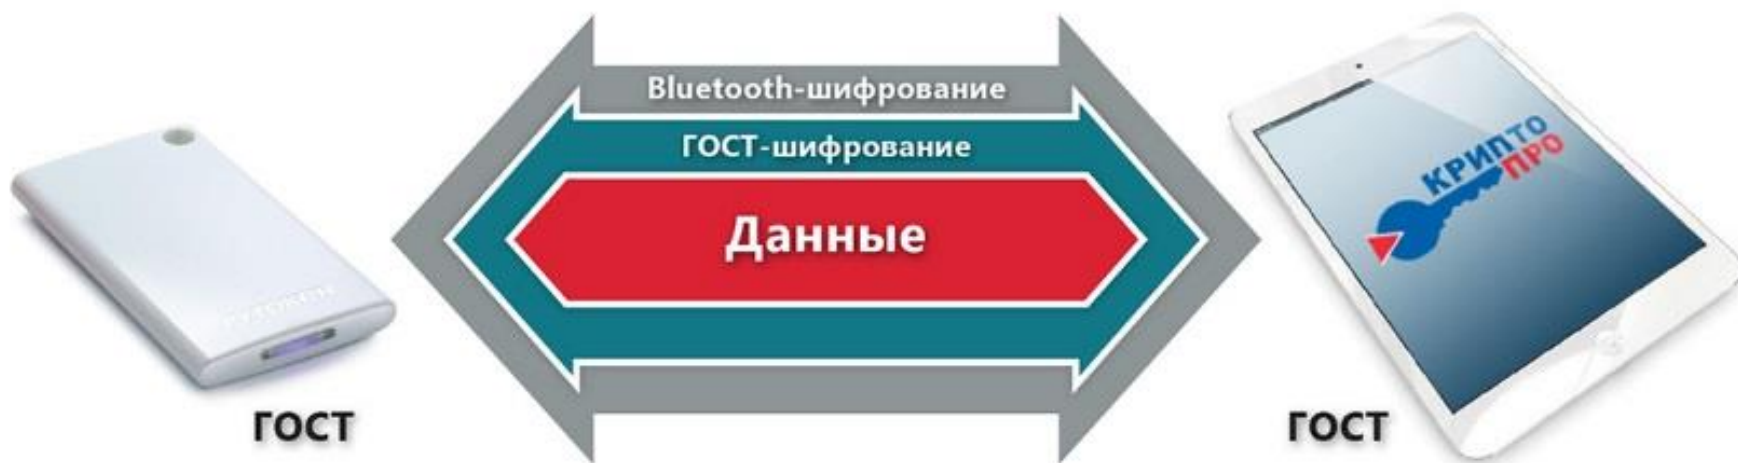 Bluetooth-шифрование
ГОСТ-шифрование
Данные
КРИПТО
ПРО
ГОСТ
ГОСТ